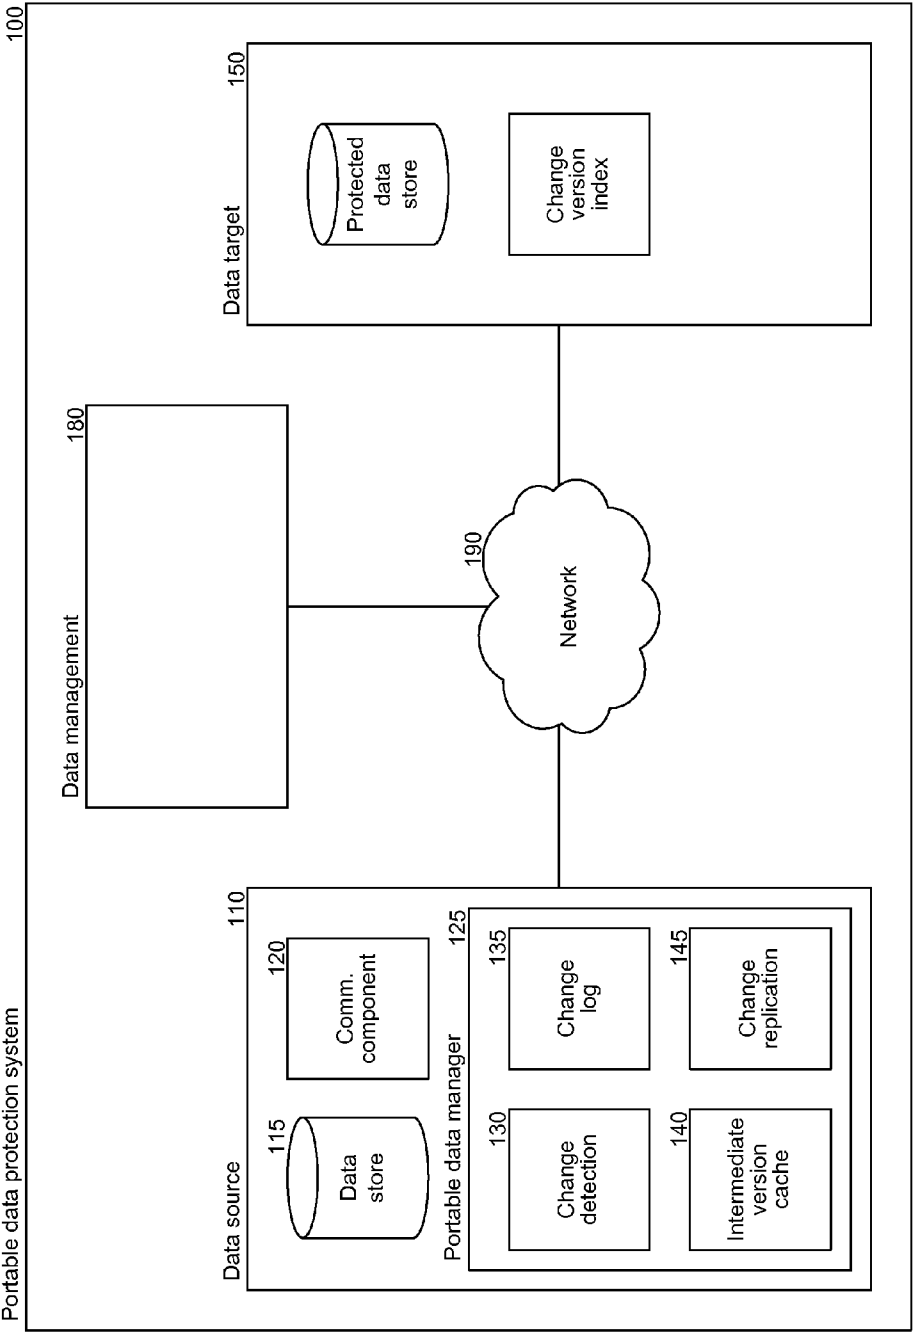 Portable data protection system
100
Data management
180
Data source
110
115
Data
store
120
Comm.
component
Portable data manager
125
130
Change
detection
135
Change
log
140
Intermediate
version
cache
145
Change
replication
190
Network
Data target
150
Protected
data
store
Change
version
index